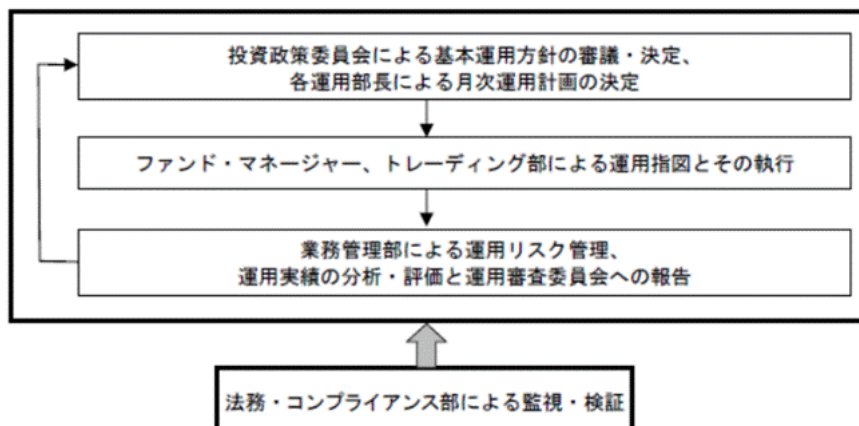 投資政策委員会による基本運用方針の審議・決定、
各運用部長による月次運用計画の決定
ファンド・マネージャー、トレーディング部による運用指図とその執行
業務管理部による運用リスク管理、
運用実績の分析・評価と運用審査委員会への報告
法務・コンプライアンス部による監視・検証